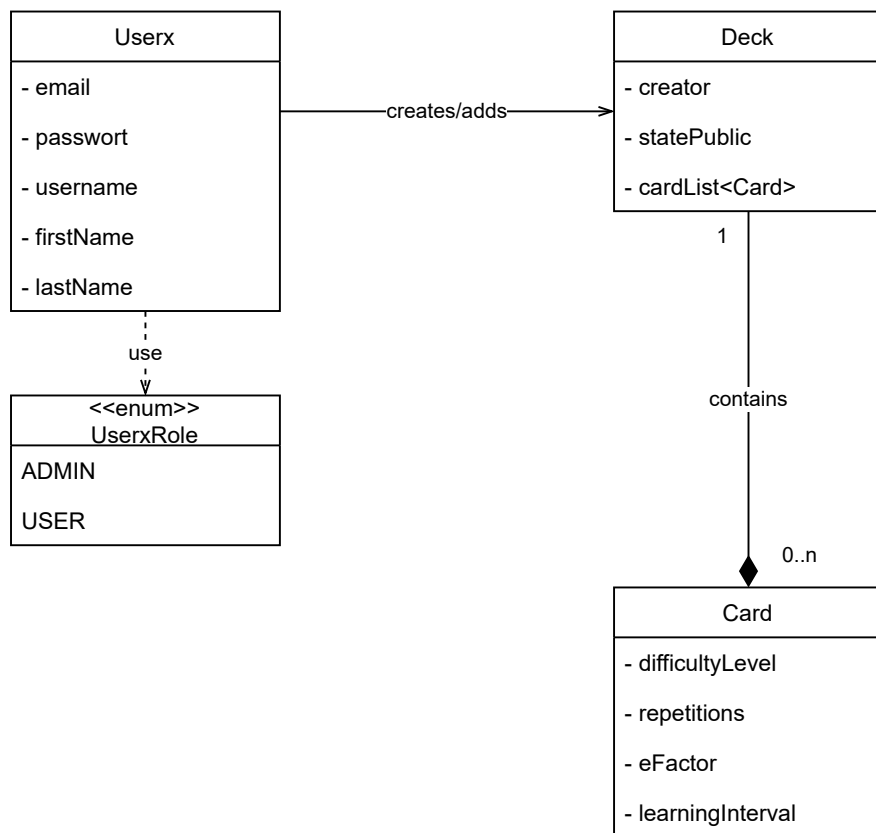 Userx
- email
- passwort
- username
- firstName
- lastName
creates/adds
Deck
- creator
- statePublic
- cardList<Card>
use
<<enum>>
UserxRole
ADMIN
USER
1
contains
0..n
Card
- difficultyLevel
- repetitions
- eFactor
- learningInterval